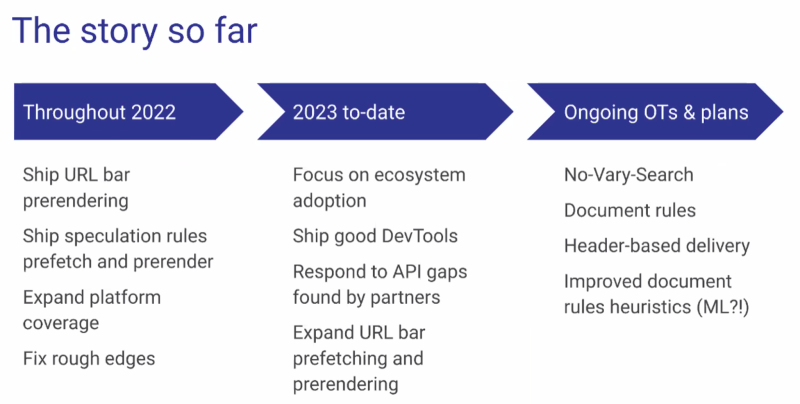 The story so far
Throughout 2022
Ship URL bar
prerendering
Ship speculation rules
prefetch and prerender
Expand platform
coverage
Fix rough edges
2023 to-date
Focus on ecosystem
adoption
Ship good DevTools
Respond to API gaps
found by partners
Expand URL bar
prefetching and
prerendering
Ongoing OTs & plans
No-Vary-Search
Document rules
Header-based delivery
Improved document
rules heuristics (ML?!)